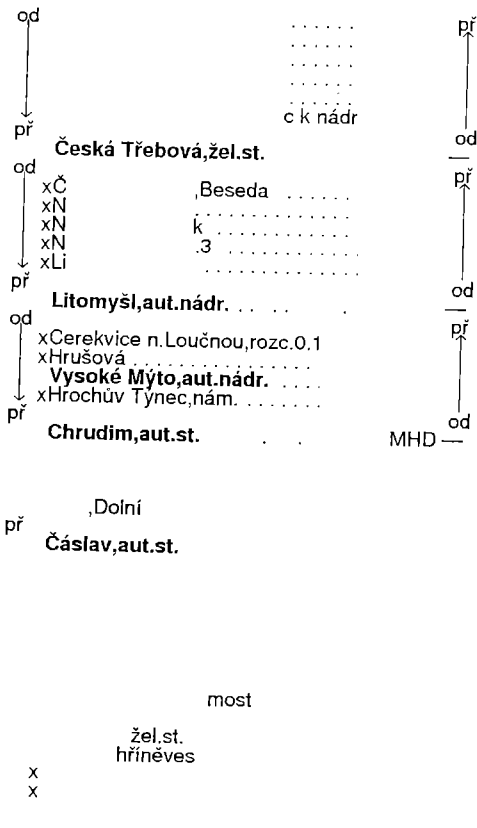 od př
. . . . . .
. . . . . .
. . . . . .
. . . . . .
. . . . . .
c k nádr
př
Česká Třebová,žel.st. od
—
od př
xČ ,Beseda . . . . . .
xN . . . . . . . . . . . . . .
xN k . . . . . . . . . . . . .
xN .3 . . . . . . . . . . . .
xLi . . . . . . . . . . . . . .
př
Litomyšl,aut.nádr. . . . . . od
—
od př
xCerekvice n.Loučnou,rozc.0.1
xHrušová . . . . . . . . . . . . . . . .
Vysoké Mýto,aut.nádr. . . . .
xHrochův Týnec,nám. . . . . . . .
př
Chrudim,aut.st. . . od
MHD —
,Dolní
př
Čáslav,aut.st.
most
žel.st.
hříněves
x
x